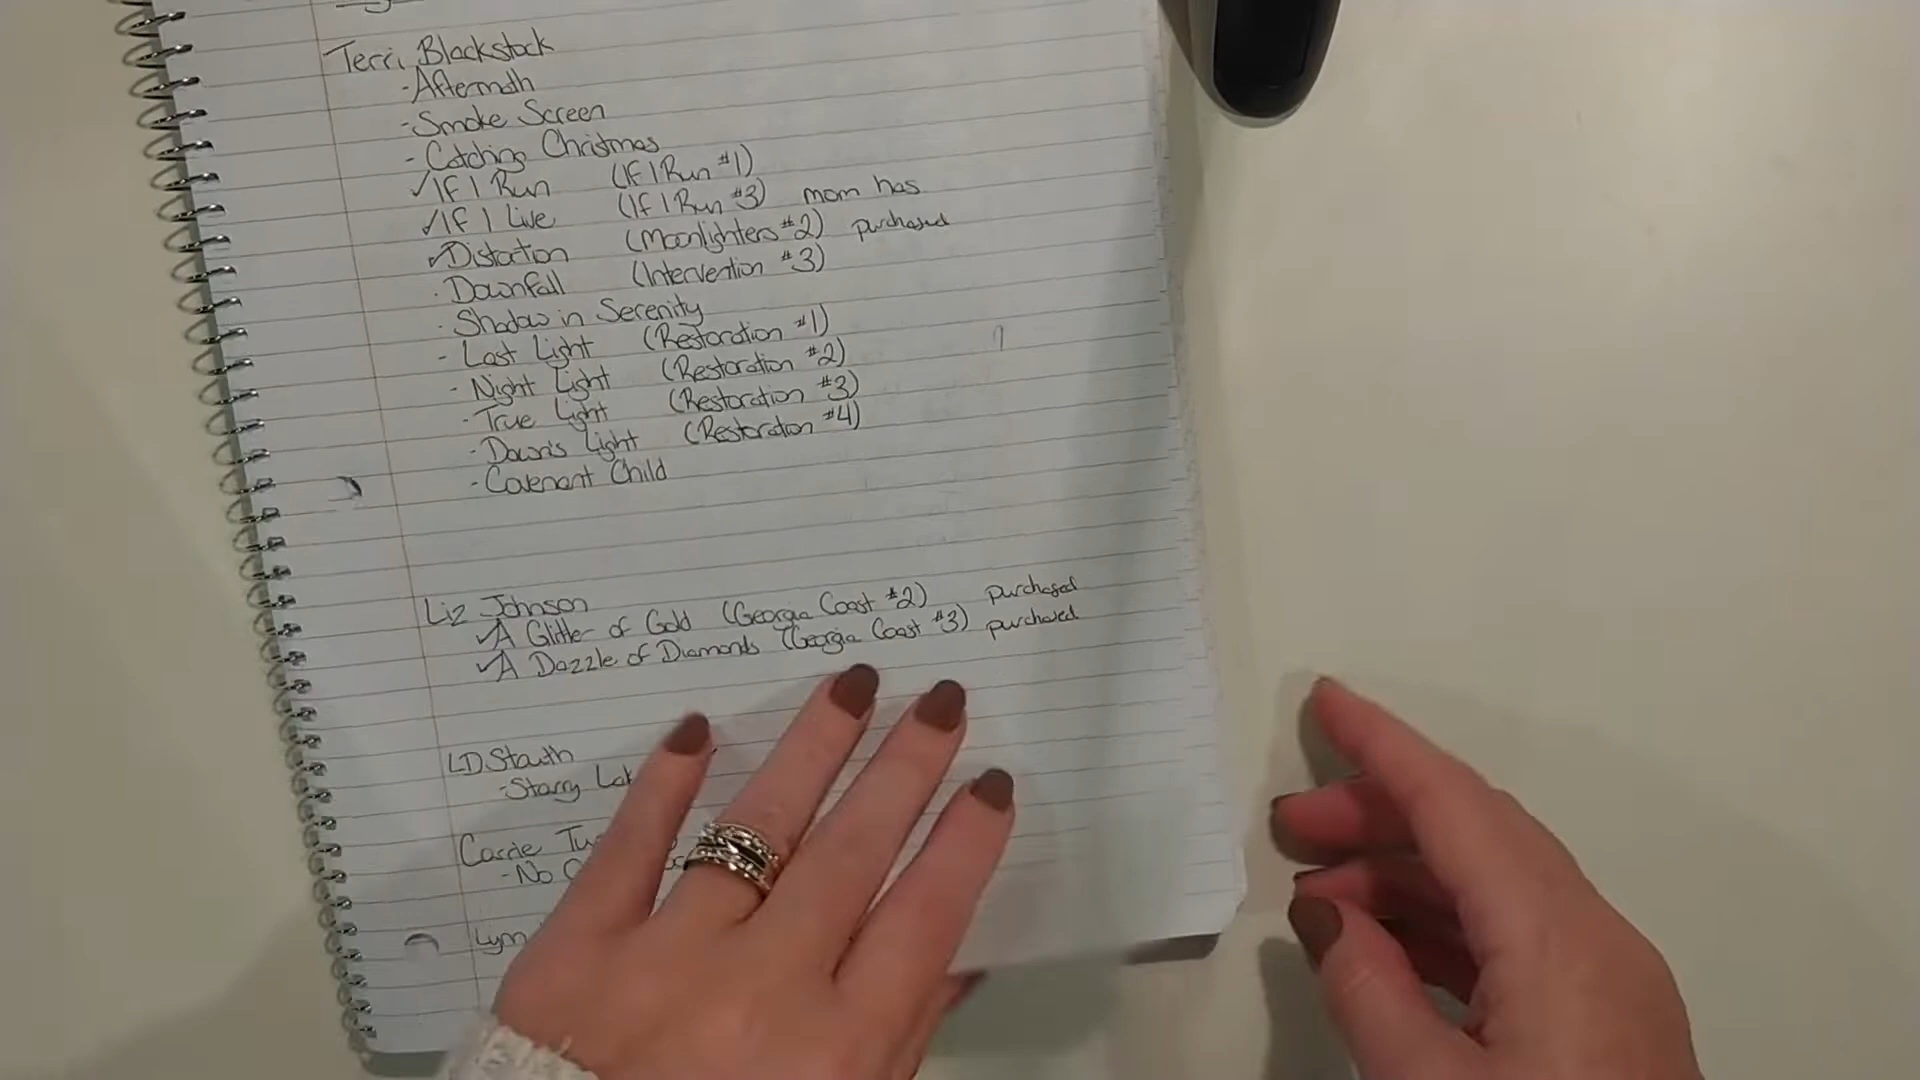 Terri Blackstock
-Aftermath
-Smoke Screen
- Catching Christmas
✓If I Run (If I Run #1)
✓If I Live (If I Run #3) mom has
✓Distortion (Moonlighters #2) purchased
· Downfall (Intervention #3)
· Shadow in Serenity
- Last Light (Restoration #1)
- Night Light (Restoration #2)
- True Light (Restoration #3)
- Dawn's Light (Restoration #4)
- Covenant Child
Liz Johnson
✓A Glitter of Gold (Georgia Coast #2) purchased
✓A Dazzle of Diamonds (Georgia Coast #3) purchased
LD Stauth
-Starry
-No
Lynn